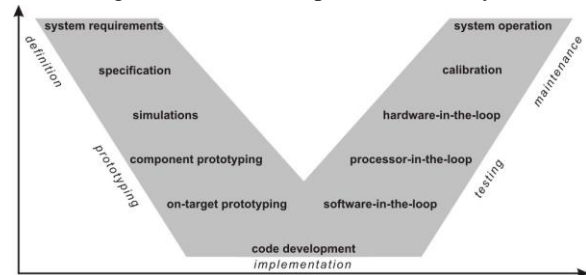 system requirements
system operation
specification
calibration
simulations
hardware-in-the-loop
component prototyping
processor-in-the-loop
on-target prototyping
software-in-the-loop
code development
definition
prototyping
implementation
testing
maintenance